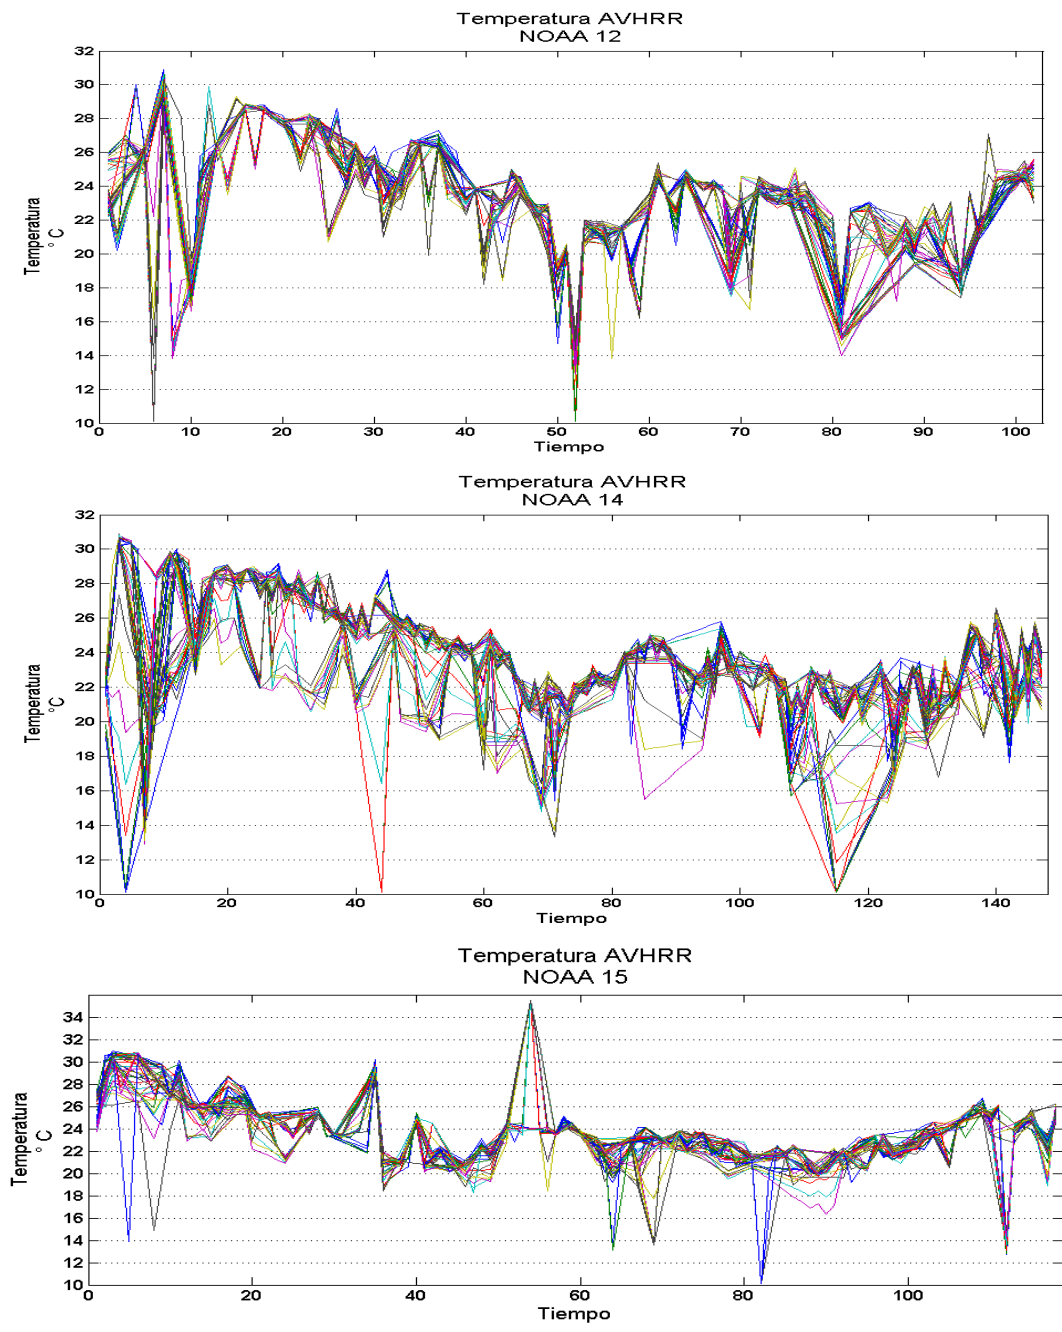 Temperatura AVHRR
NOAA 12
32
30
28
26
24
22
20
18
16
14
12
10
Temperatura
°C
0 10 20 30 40 50 60 70 80 90 100
Tiempo
Temperatura AVHRR
NOAA 14
32
30
28
26
24
22
20
18
16
14
12
10
Temperatura
°C
0 20 40 60 80 100 120 140
Tiempo
Temperatura AVHRR
NOAA 15
34
32
30
28
26
24
22
20
18
16
14
12
10
Temperatura
°C
0 20 40 60 80 100
Tiempo